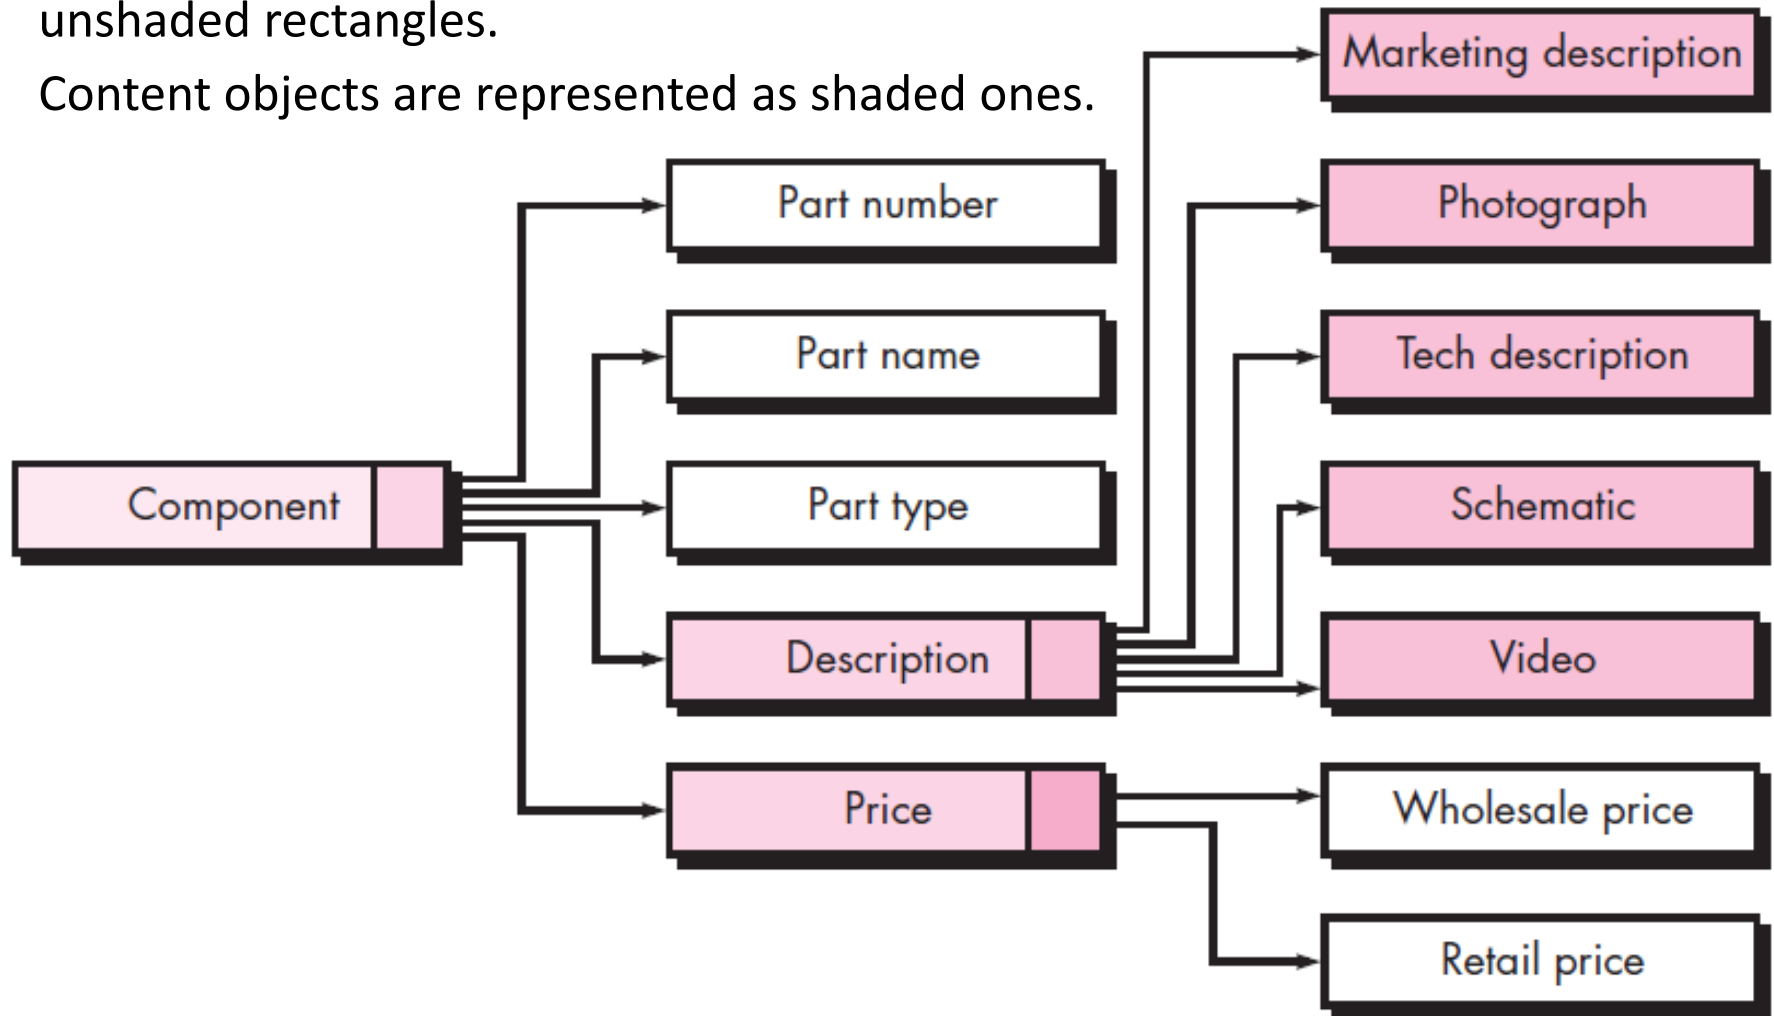 unshaded rectangles.
Content objects are represented as shaded ones.
Marketing description
Part number
Photograph
Part name
Tech description
Component
Part type
Schematic
Description
Video
Price
Wholesale price
Retail price